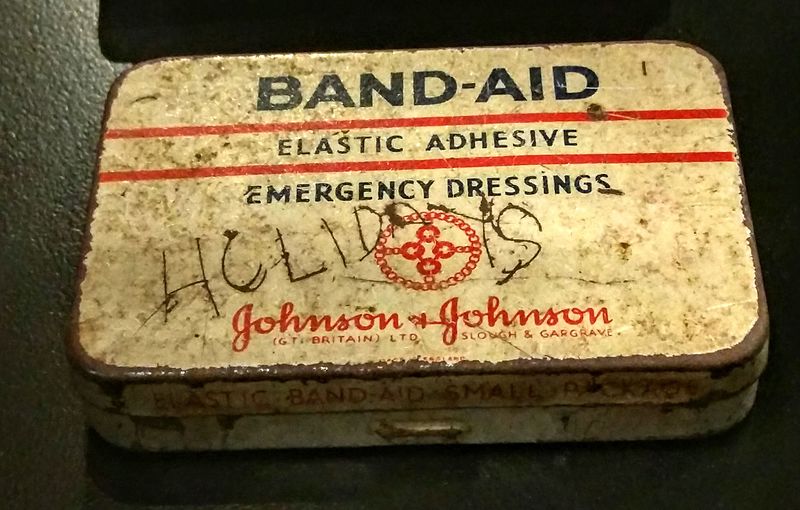 BAND-AID
ELASTIC ADHESIVE
EMERGENCY DRESSINGS
HOLIDAYS
Johnson & Johnson
(GT. BRITAIN) LTD. SLOUGH & GARGRAVE.
ENGLAND
ELASTIC BAND-AID SMALL PACKAGE